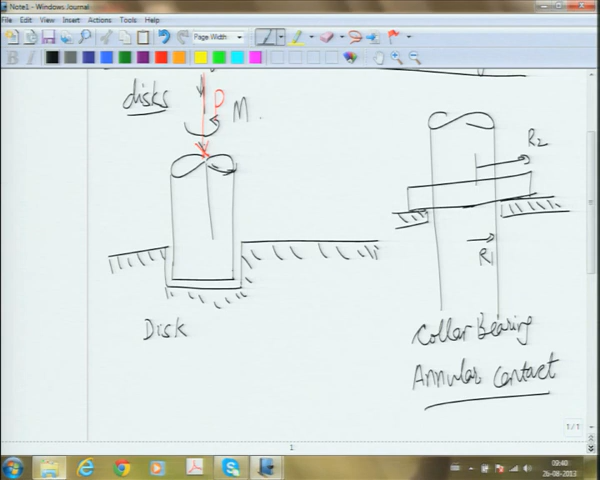 Note1 - Windows Journal
File Edit View Insert Actions Tools Help
Page Width
B I
disks
P
M
R2
R1
Disk
Collar Bearing
Annular contact
1 / 1
1
09:40
26-08-2013